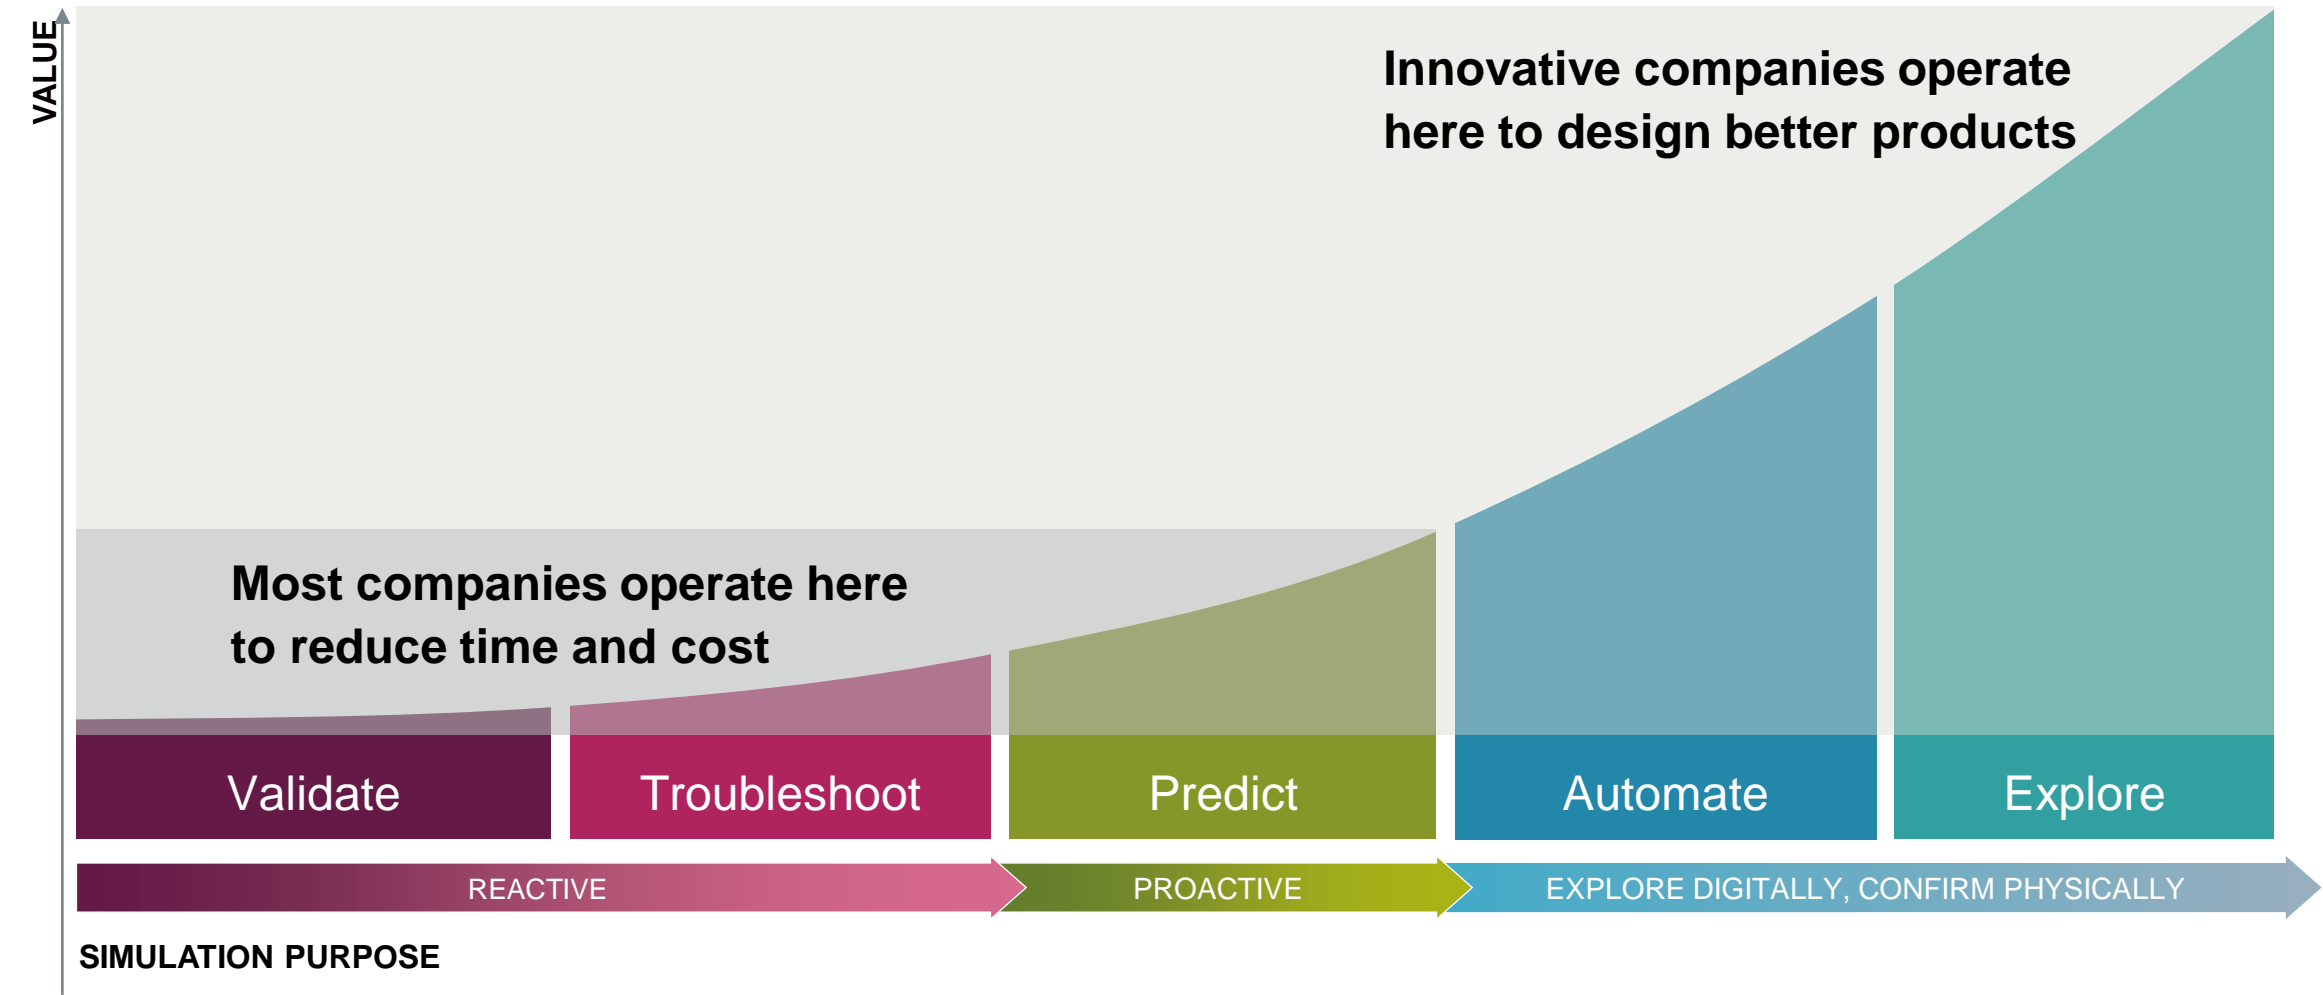 VALUE
Innovative companies operate
here to design better products
Most companies operate here
to reduce time and cost
Validate
Troubleshoot
Predict
Automate
Explore
REACTIVE
PROACTIVE
EXPLORE DIGITALLY, CONFIRM PHYSICALLY
SIMULATION PURPOSE